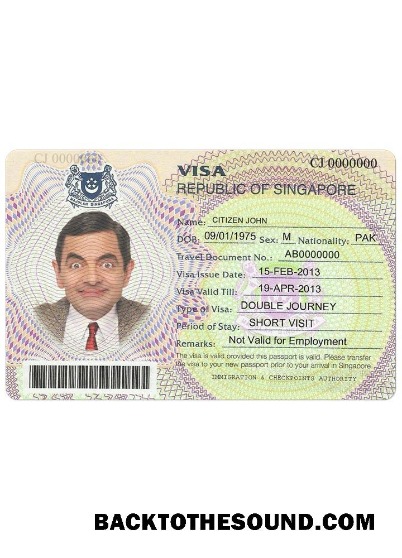 CJ 0000000
CJ 0000000
VISA
REPUBLIC OF SINGAPORE
Name: CITIZEN JOHN
DOB: 09/01/1975 Sex: M Nationality: PAK
Travel Document No.: AB0000000
Visa Issue Date: 15-FEB-2013
Visa Valid Till: 19-APR-2013
Type of Visa: DOUBLE JOURNEY
Period of Stay: SHORT VISIT
Remarks: Not Valid for Employment
The visa is valid provided this passport is valid. Please transfer
the visa to your new passport prior to your arrival in Singapore.
IMMIGRATION & CHECKPOINTS AUTHORITY
BACKTOTHESOUND.COM